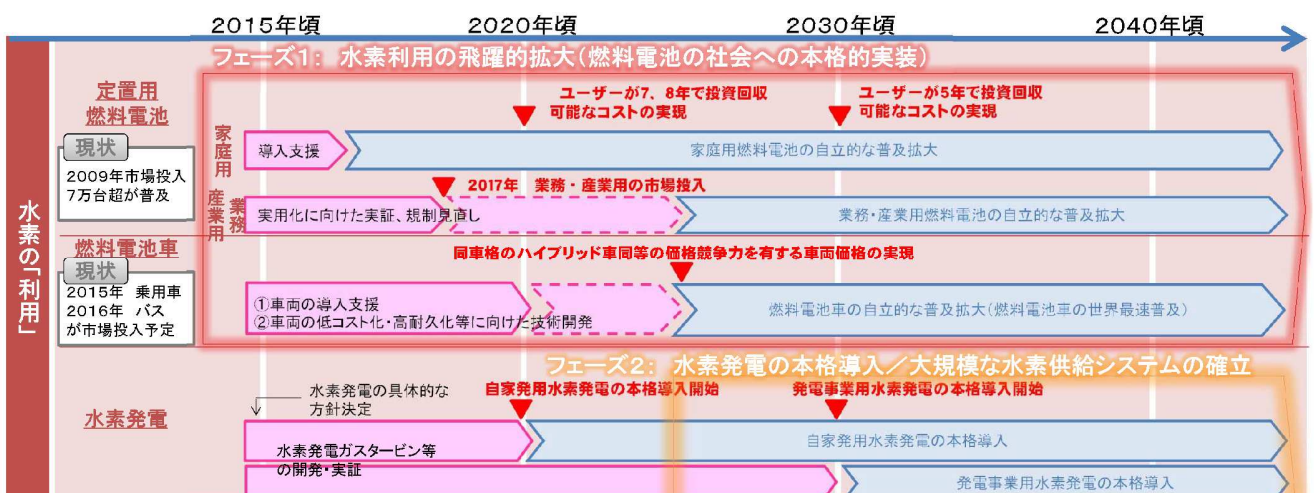 2015年頃
2020年頃
2030年頃
2040年頃
フェーズ1: 水素利用の飛躍的拡大(燃料電池の社会への本格的実装)
水素の「利用」
定置用
燃料電池
現状
2009年市場投入
7万台超が普及
家庭用
ユーザーが7、8年で投資回収
可能なコストの実現
ユーザーが5年で投資回収
可能なコストの実現
導入支援
家庭用燃料電池の自立的な普及拡大
業務
産業用
2017年 業務・産業用の市場投入
実用化に向けた実証、規制見直し
業務・産業用燃料電池の自立的な普及拡大
燃料電池車
現状
2015年 乗用車
2016年 バス
が市場投入予定
同車格のハイブリッド車同等の価格競争力を有する車両価格の実現
①車両の導入支援
②車両の低コスト化・高耐久化等に向けた技術開発
燃料電池車の自立的な普及拡大(燃料電池車の世界最速普及)
フェーズ2: 水素発電の本格導入/大規模な水素供給システムの確立
水素発電
水素発電の具体的な
方針決定
自家発用水素発電の本格導入開始
発電事業用水素発電の本格導入開始
水素発電ガスタービン等
の開発・実証
自家発用水素発電の本格導入
発電事業用水素発電の本格導入